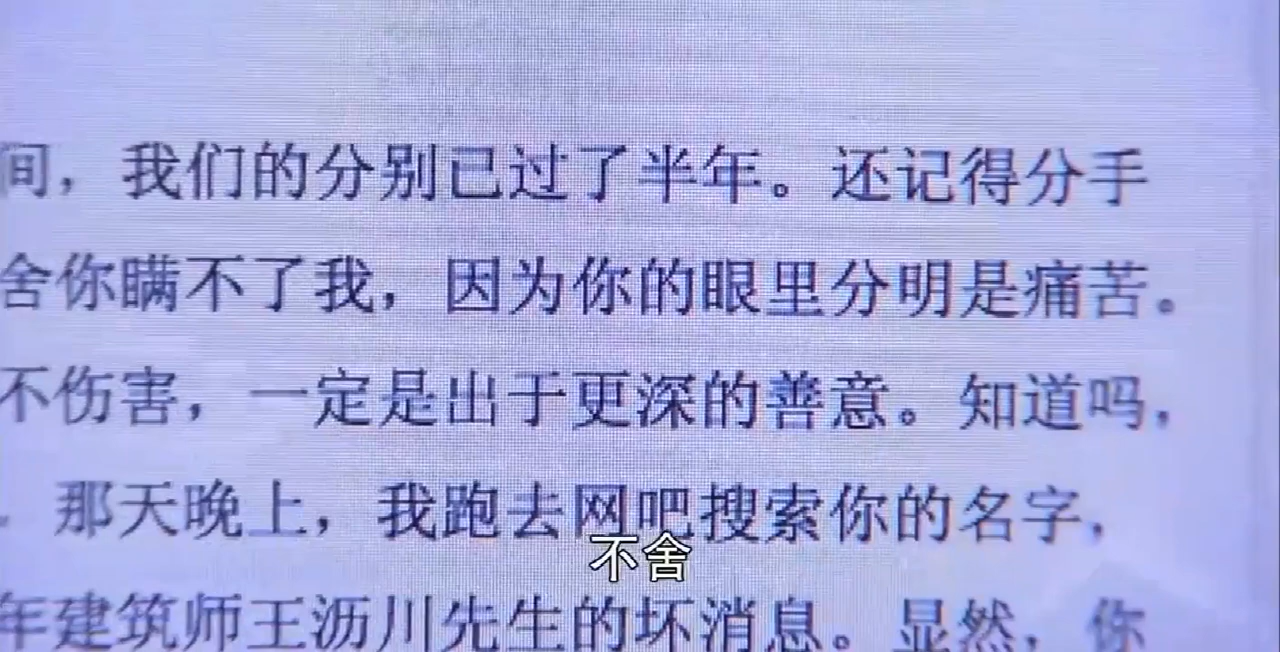 间，我们的分别已过了半年。还记得分手
舍你瞒不了我，因为你的眼里分明是痛苦。
不伤害，一定是出于更深的善意。知道吗，
。那天晚上，我跑去网吧搜索你的名字，
不舍
年建筑师王沥川先生的坏消息。显然，你